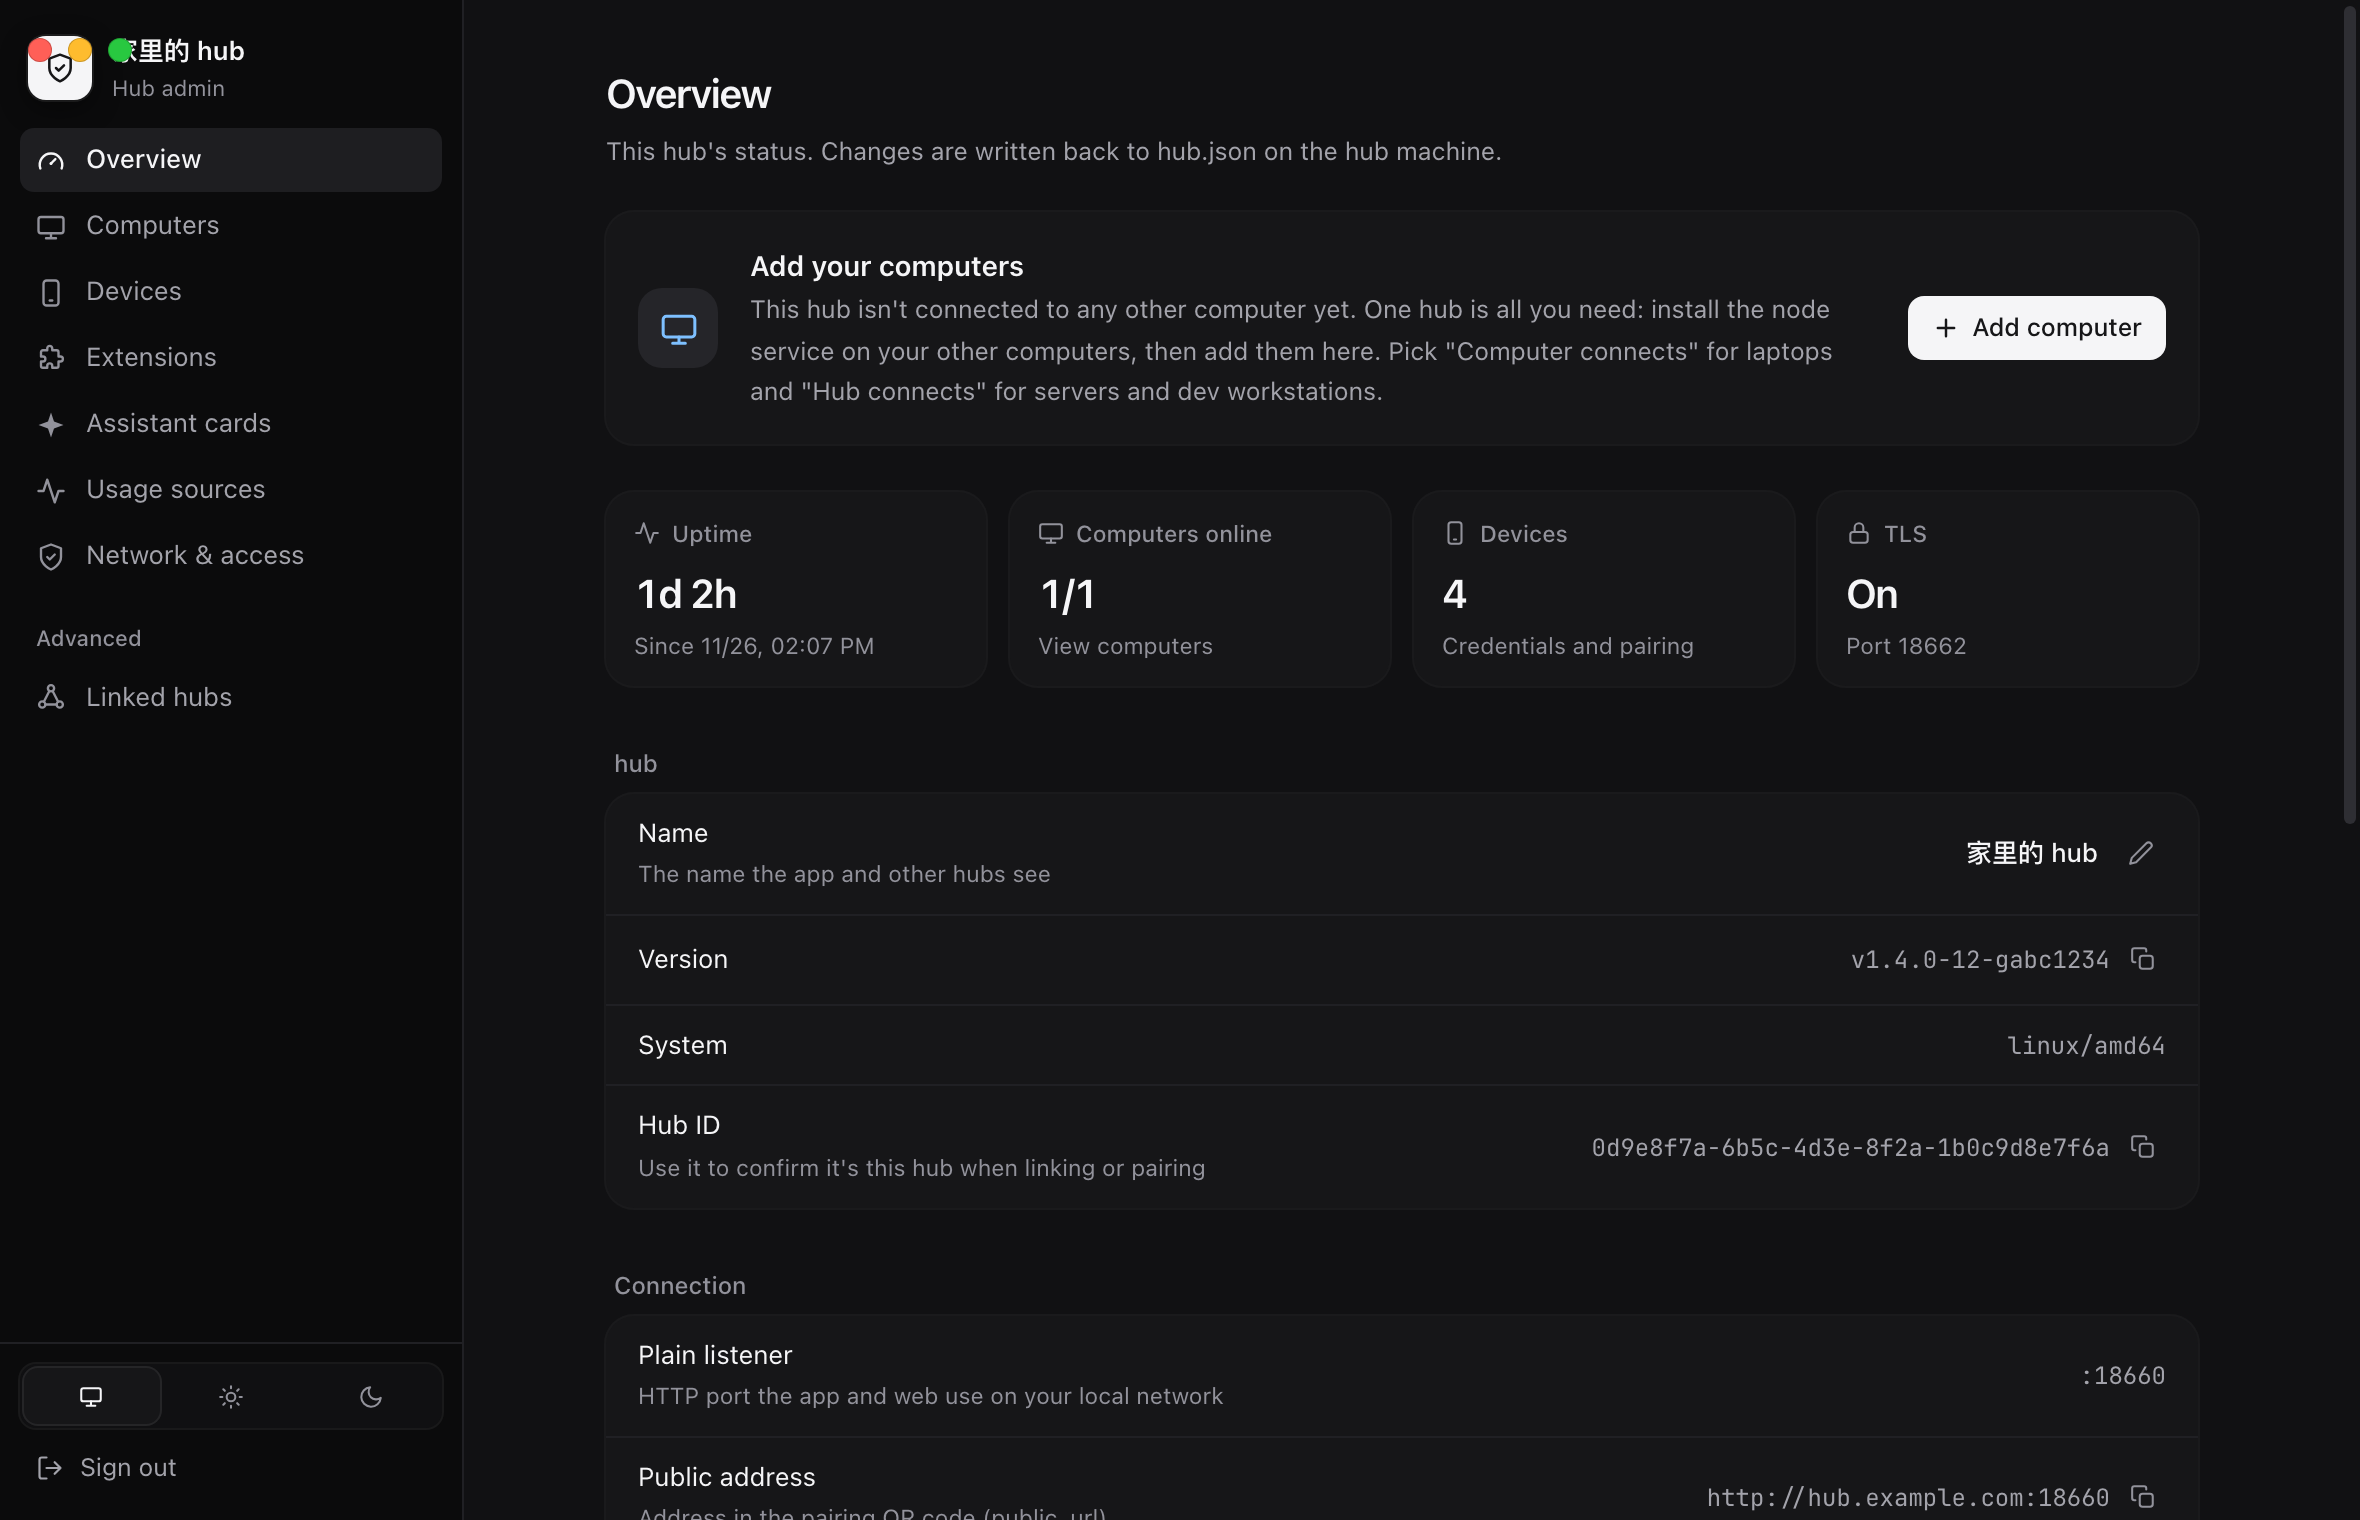 家里的 hub
Hub admin
Overview
Computers
Devices
Extensions
Assistant cards
Usage sources
Network & access
Advanced
Linked hubs
Sign out
Overview
This hub's status. Changes are written back to hub.json on the hub machine.
Add your computers
This hub isn't connected to any other computer yet. One hub is all you need: install the node
service on your other computers, then add them here. Pick "Computer connects" for laptops
and "Hub connects" for servers and dev workstations.
Add computer
Uptime
1d 2h
Since 11/26, 02:07 PM
Computers online
1/1
View computers
Devices
4
Credentials and pairing
TLS
On
Port 18662
hub
Name
The name the app and other hubs see
家里的 hub
Version
v1.4.0-12-gabc1234
System
linux/amd64
Hub ID
Use it to confirm it's this hub when linking or pairing
0d9e8f7a-6b5c-4d3e-8f2a-1b0c9d8e7f6a
Connection
Plain listener
HTTP port the app and web use on your local network
:18660
Public address
Address in the pairing QR code (public_url)
http://hub.example.com:18660